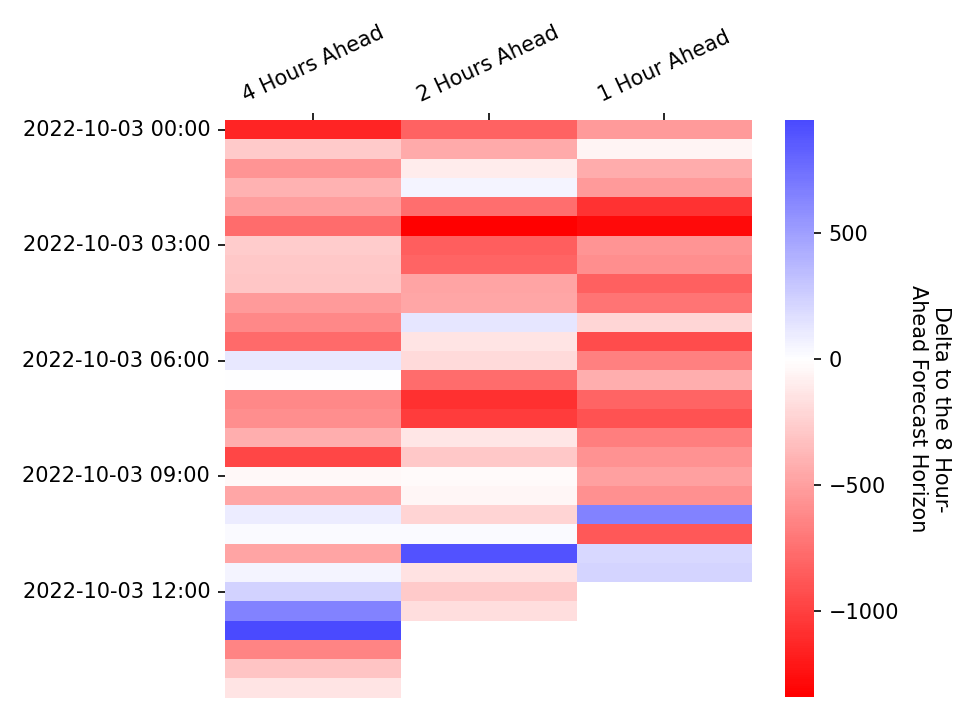 4 Hours Ahead
2 Hours Ahead
1 Hour Ahead
2022-10-03 00:00
2022-10-03 03:00
2022-10-03 06:00
2022-10-03 09:00
2022-10-03 12:00
500
0
−500
−1000
Delta to the 8 Hour-
Ahead Forecast Horizon